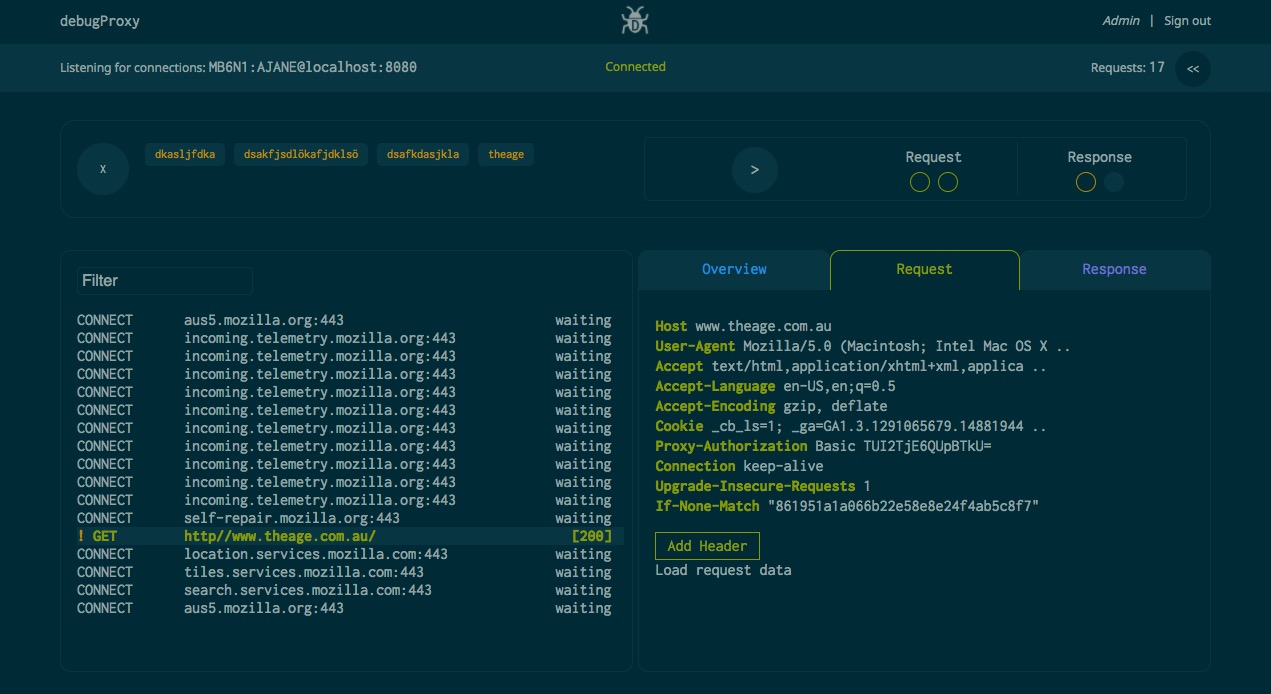 debugProxy
D
Admin | Sign out
Listening for connections: MB6N1:AJANE@localhost:8080
Connected
Requests: 17 <<
x
dkasljfdka dsakfjsdlökafjdklsö dsafkdasjkla theage
>
Request
Response
Filter
CONNECT aus5.mozilla.org:443 waiting
CONNECT incoming.telemetry.mozilla.org:443 waiting
CONNECT incoming.telemetry.mozilla.org:443 waiting
CONNECT incoming.telemetry.mozilla.org:443 waiting
CONNECT incoming.telemetry.mozilla.org:443 waiting
CONNECT incoming.telemetry.mozilla.org:443 waiting
CONNECT incoming.telemetry.mozilla.org:443 waiting
CONNECT incoming.telemetry.mozilla.org:443 waiting
CONNECT incoming.telemetry.mozilla.org:443 waiting
CONNECT incoming.telemetry.mozilla.org:443 waiting
CONNECT incoming.telemetry.mozilla.org:443 waiting
CONNECT self-repair.mozilla.org:443 waiting
! GET http//www.theage.com.au/ [200]
CONNECT location.services.mozilla.com:443 waiting
CONNECT tiles.services.mozilla.com:443 waiting
CONNECT search.services.mozilla.com:443 waiting
CONNECT aus5.mozilla.org:443 waiting
Overview Request Response
Host www.theage.com.au
User-Agent Mozilla/5.0 (Macintosh; Intel Mac OS X ..
Accept text/html,application/xhtml+xml,applica ..
Accept-Language en-US,en;q=0.5
Accept-Encoding gzip, deflate
Cookie _cb_ls=1; _ga=GA1.3.1291065679.14881944 ..
Proxy-Authorization Basic TUI2TjE6QUpBTkU=
Connection keep-alive
Upgrade-Insecure-Requests 1
If-None-Match "861951a1a066b22e58e8e24f4ab5c8f7"
Add Header
Load request data